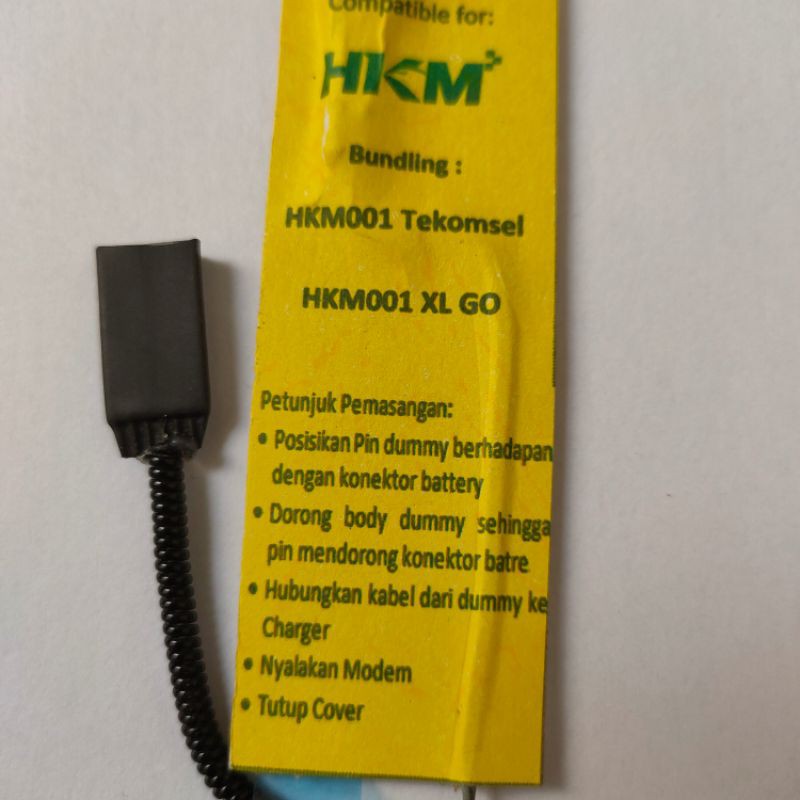 Compatible for:
HKM+
Bundling :
HKM001 Tekomsel
HKM001 XL GO
Petunjuk Pemasangan:
• Posisikan Pin dummy berhadapan
dengan konektor battery
• Dorong body dummy sehingga
pin mendorong konektor batre
• Hubungkan kabel dari dummy ke
Charger
• Nyalakan Modem
• Tutup Cover